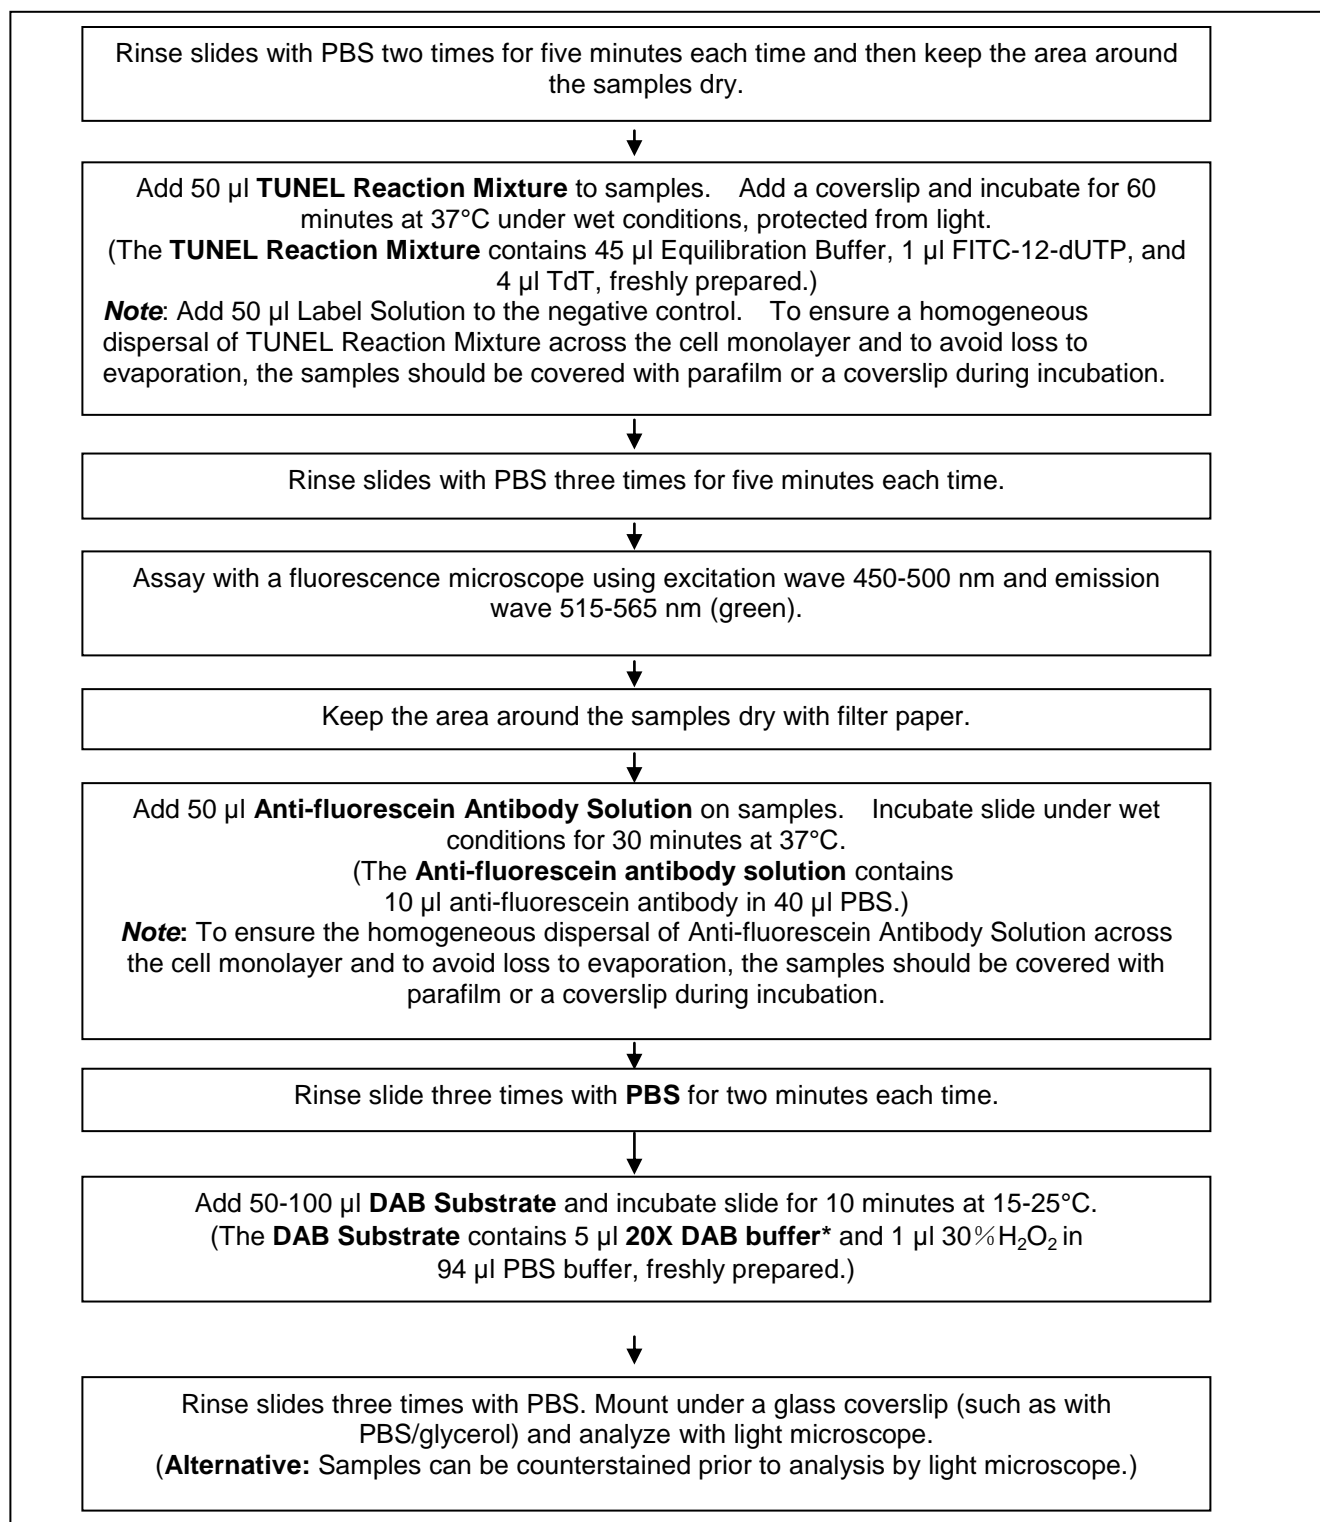 Rinse slides with PBS two times for five minutes each time and then keep the area around
the samples dry.
Add 50 µl TUNEL Reaction Mixture to samples. Add a coverslip and incubate for 60
minutes at 37°C under wet conditions, protected from light.
(The TUNEL Reaction Mixture contains 45 µl Equilibration Buffer, 1 µl FITC-12-dUTP, and
4 µl TdT, freshly prepared.)
Note: Add 50 µl Label Solution to the negative control. To ensure a homogeneous
dispersal of TUNEL Reaction Mixture across the cell monolayer and to avoid loss to
evaporation, the samples should be covered with parafilm or a coverslip during incubation.
Rinse slides with PBS three times for five minutes each time.
Assay with a fluorescence microscope using excitation wave 450-500 nm and emission
wave 515-565 nm (green).
Keep the area around the samples dry with filter paper.
Add 50 µl Anti-fluorescein Antibody Solution on samples. Incubate slide under wet
conditions for 30 minutes at 37°C.
(The Anti-fluorescein antibody solution contains
10 µl anti-fluorescein antibody in 40 µl PBS.)
Note: To ensure the homogeneous dispersal of Anti-fluorescein Antibody Solution across
the cell monolayer and to avoid loss to evaporation, the samples should be covered with
parafilm or a coverslip during incubation.
Rinse slide three times with PBS for two minutes each time.
Add 50-100 µl DAB Substrate and incubate slide for 10 minutes at 15-25°C.
(The DAB Substrate contains 5 µl 20X DAB buffer* and 1 µl 30%H₂O₂ in
94 µl PBS buffer, freshly prepared.)
Rinse slides three times with PBS. Mount under a glass coverslip (such as with
PBS/glycerol) and analyze with light microscope.
(Alternative: Samples can be counterstained prior to analysis by light microscope.)